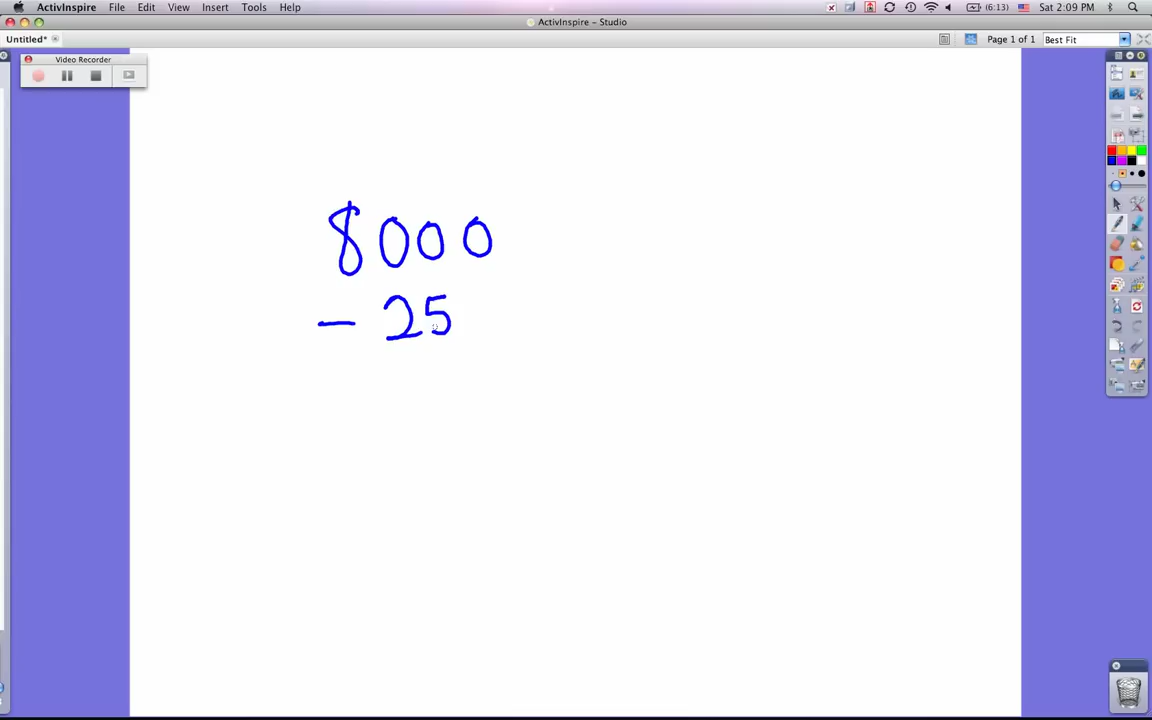 ActivInspire File Edit View Insert Tools Help (6:13) Sat 2:09 PM
ActivInspire – Studio
Untitled* Page 1 of 1 Best Fit
Video Recorder
8000
– 25